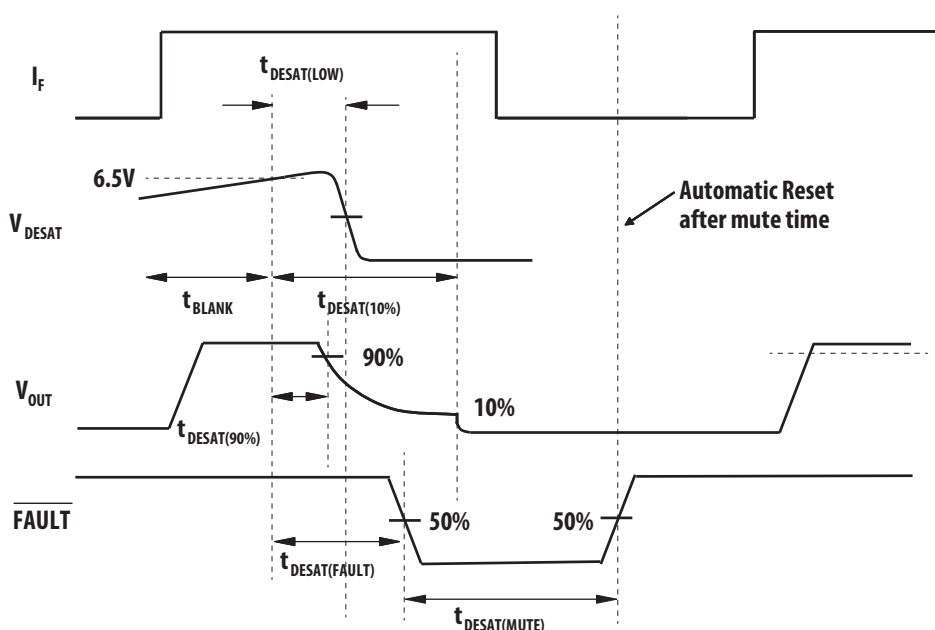 I_F
t_DESAT(LOW)
6.5V
V_DESAT
Automatic Reset
after mute time
t_BLANK
t_DESAT(10%)
90%
V_OUT
10%
t_DESAT(90%)
FAULT
50%
50%
t_DESAT(FAULT)
t_DESAT(MUTE)